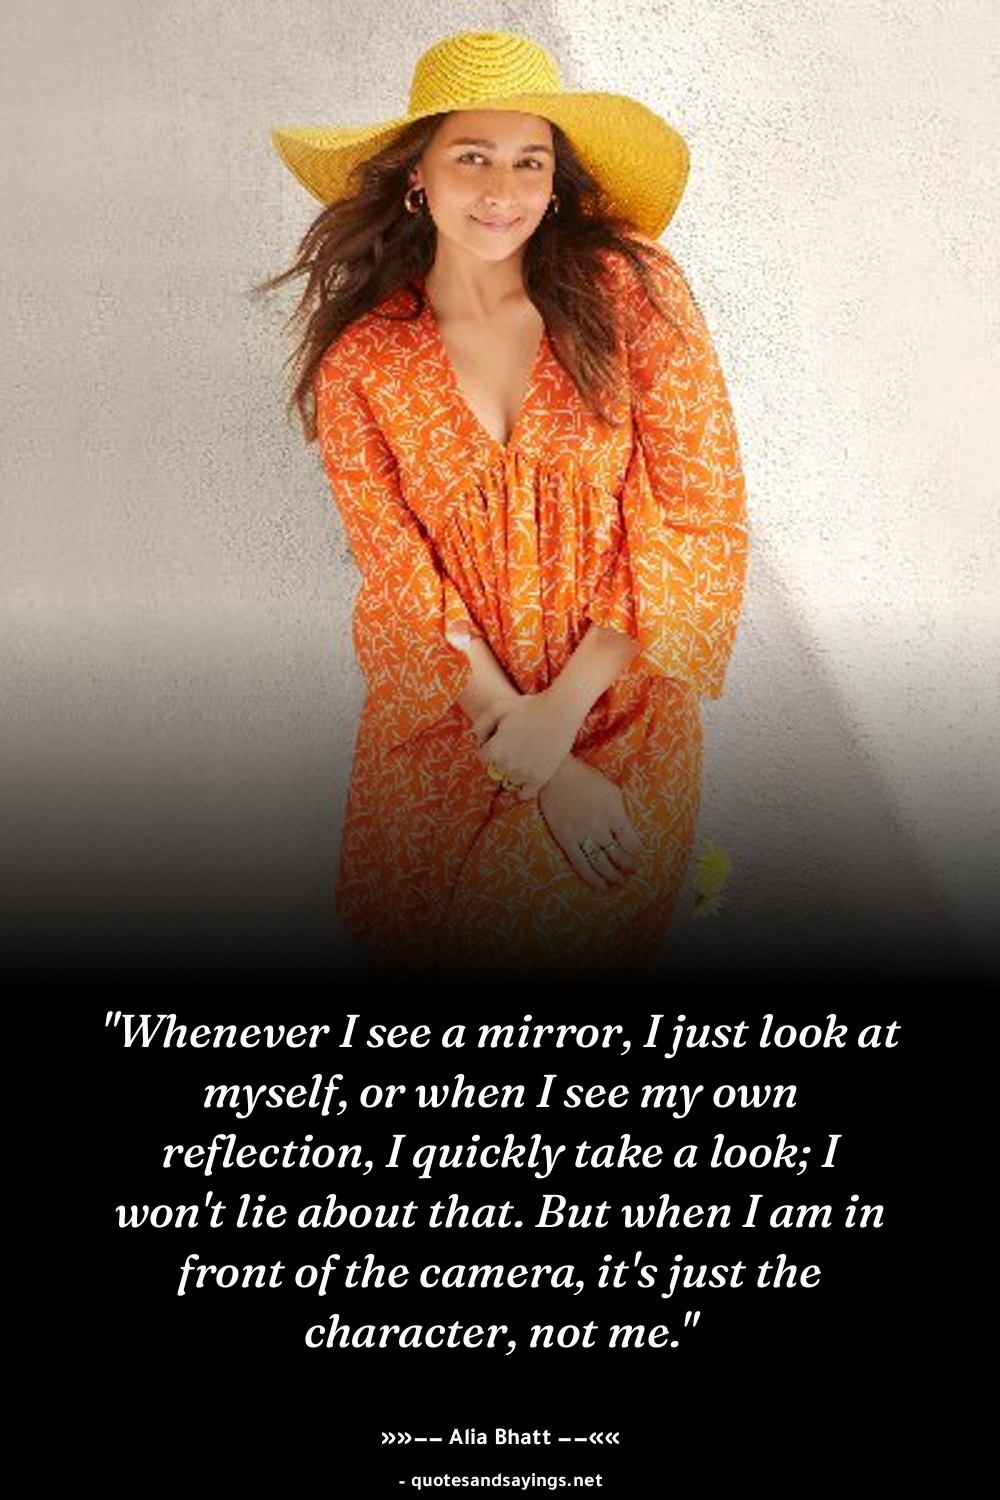 "Whenever I see a mirror, I just look at
myself, or when I see my own
reflection, I quickly take a look; I
won't lie about that. But when I am in
front of the camera, it's just the
character, not me."
»»−− Alia Bhatt −−««
- quotesandsayings.net